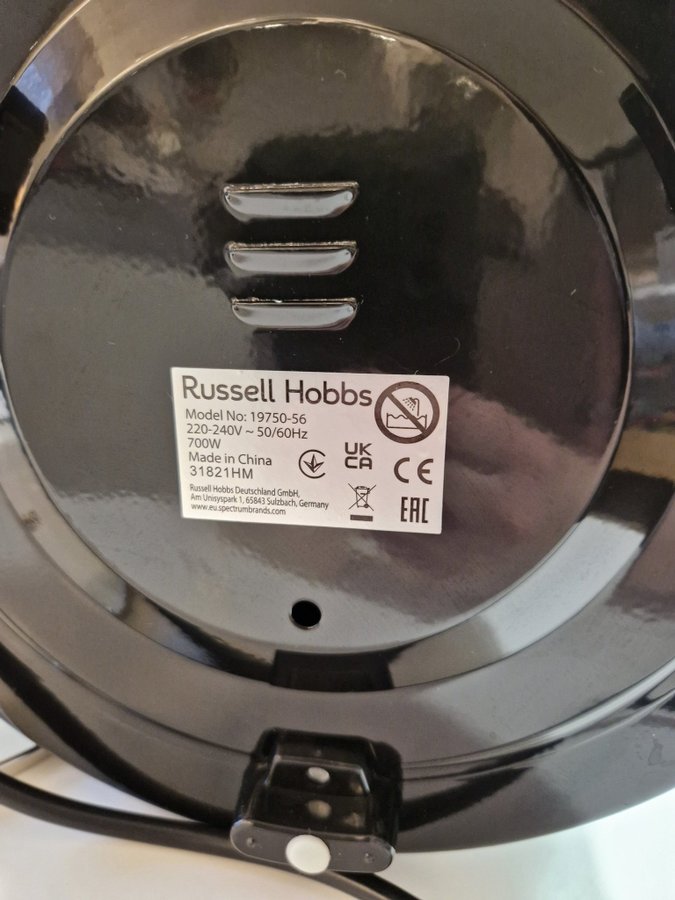 Russell Hobbs
Model No: 19750-56
220-240V ~ 50/60Hz
700W
Made in China
31821HM
UK
CA
CE
Russell Hobbs Deutschland GmbH,
Am Unisyspark 1, 65843 Sulzbach, Germany
www.eu.spectrumbrands.com
EAC